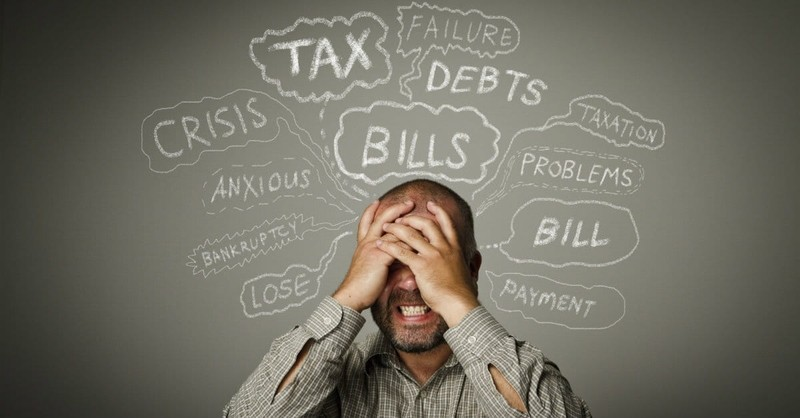 FAILURE
TAX
DEBTS
CRISIS
BILLS
TAXATION
ANXIOUS
PROBLEMS
BANKRUPTCY
BILL
LOSE
PAYMENT